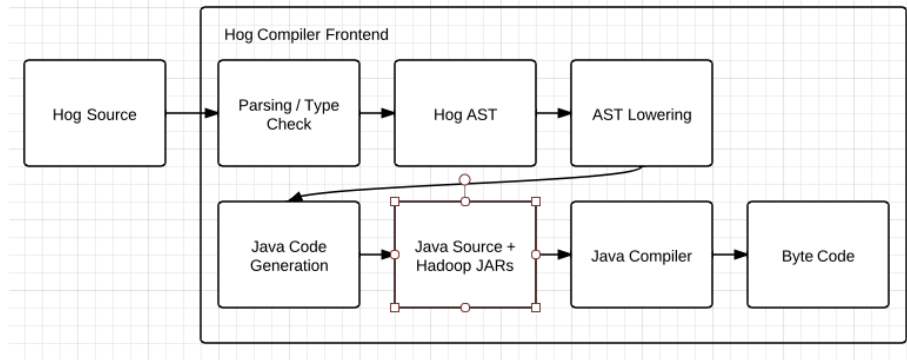 Hog Compiler Frontend
Hog Source
Parsing / Type
Check
Hog AST
AST Lowering
Java Code
Generation
Java Source +
Hadoop JARs
Java Compiler
Byte Code